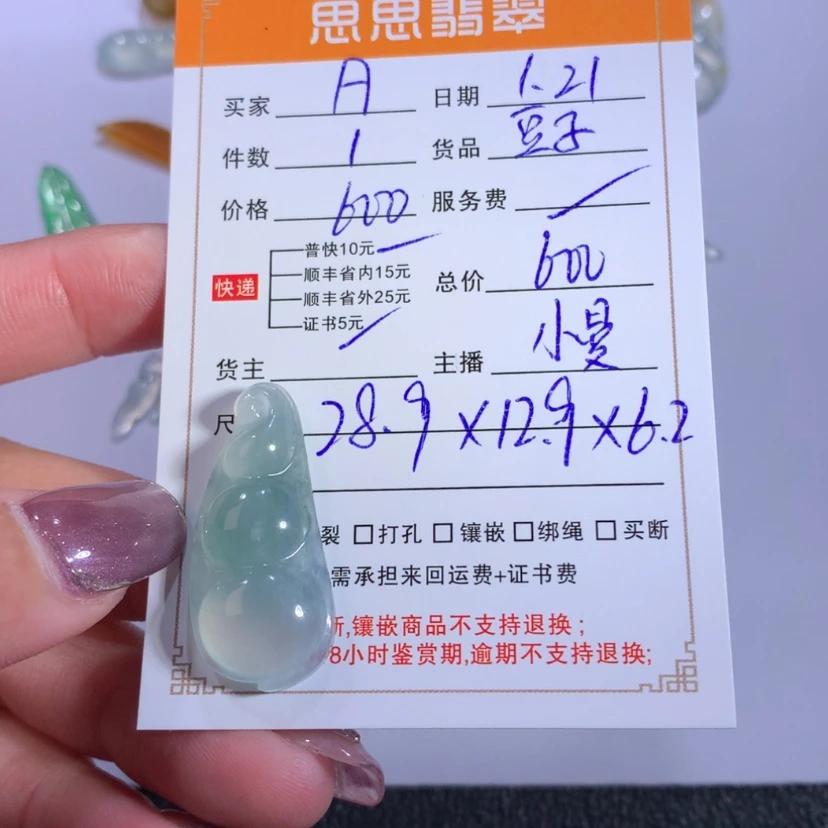 思思翡翠
买家 A 日期 1.21
件数 1 货品 豆子
价格 600 服务费
普快10元
顺丰省内15元
快递 总价 600
顺丰省外25元
证书5元
货主 主播 小曼
尺 28.9×12.9×6.2
裂 □打孔 □镶嵌 □绑绳 □买断
需承担来回运费+证书费
,镶嵌商品不支持退换;
8小时鉴赏期,逾期不支持退换;